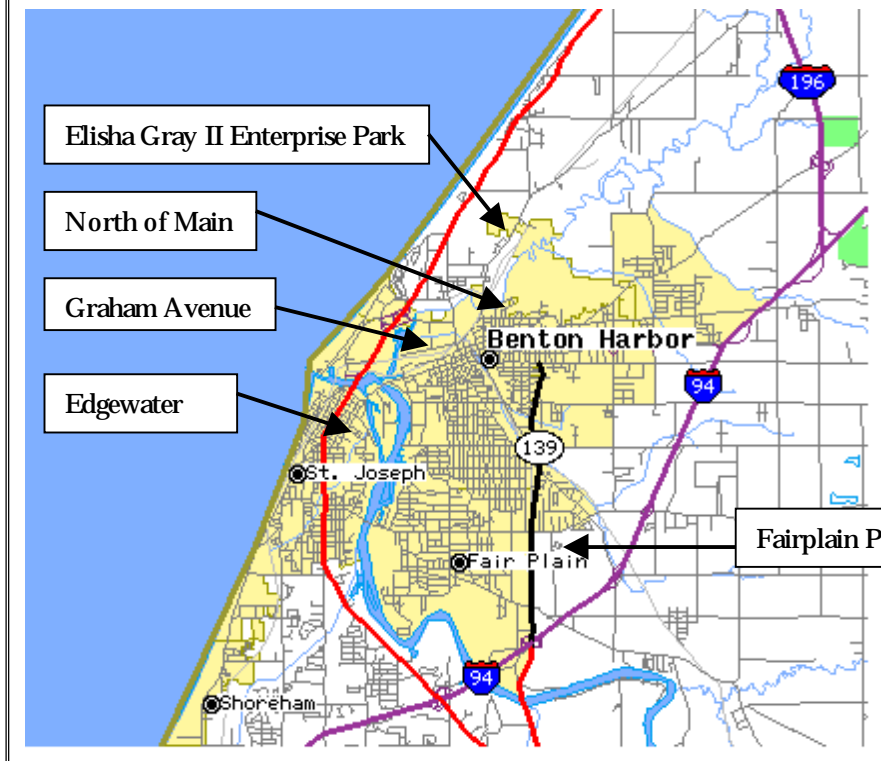 196
Elisha Gray II Enterprise Park
North of Main
Graham Avenue
Benton Harbor
94
Edgewater
139
St. Joseph
Fairplain P
Fair Plain
94
Shoreham